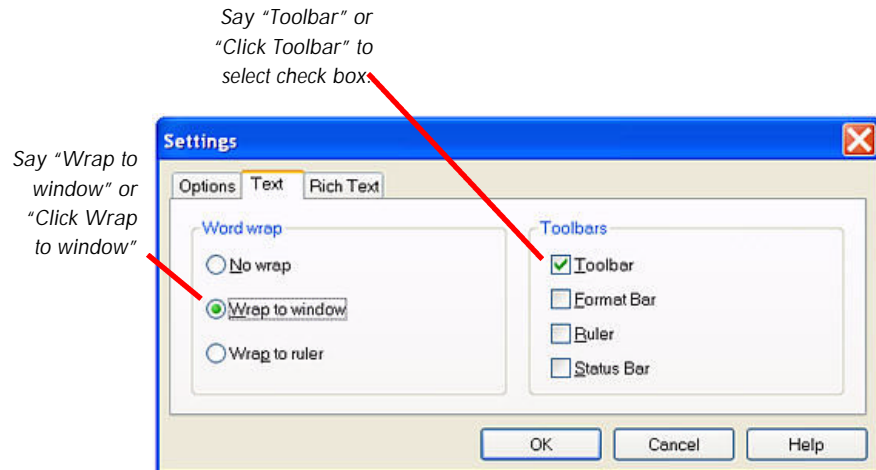 Say “Toolbar” or
“Click Toolbar” to
select check box.
Say “Wrap to
window” or
“Click Wrap
to window”
Settings
Options Text Rich Text
Word wrap
No wrap
Wrap to window
Wrap to ruler
Toolbars
Toolbar
Format Bar
Ruler
Status Bar
OK Cancel Help